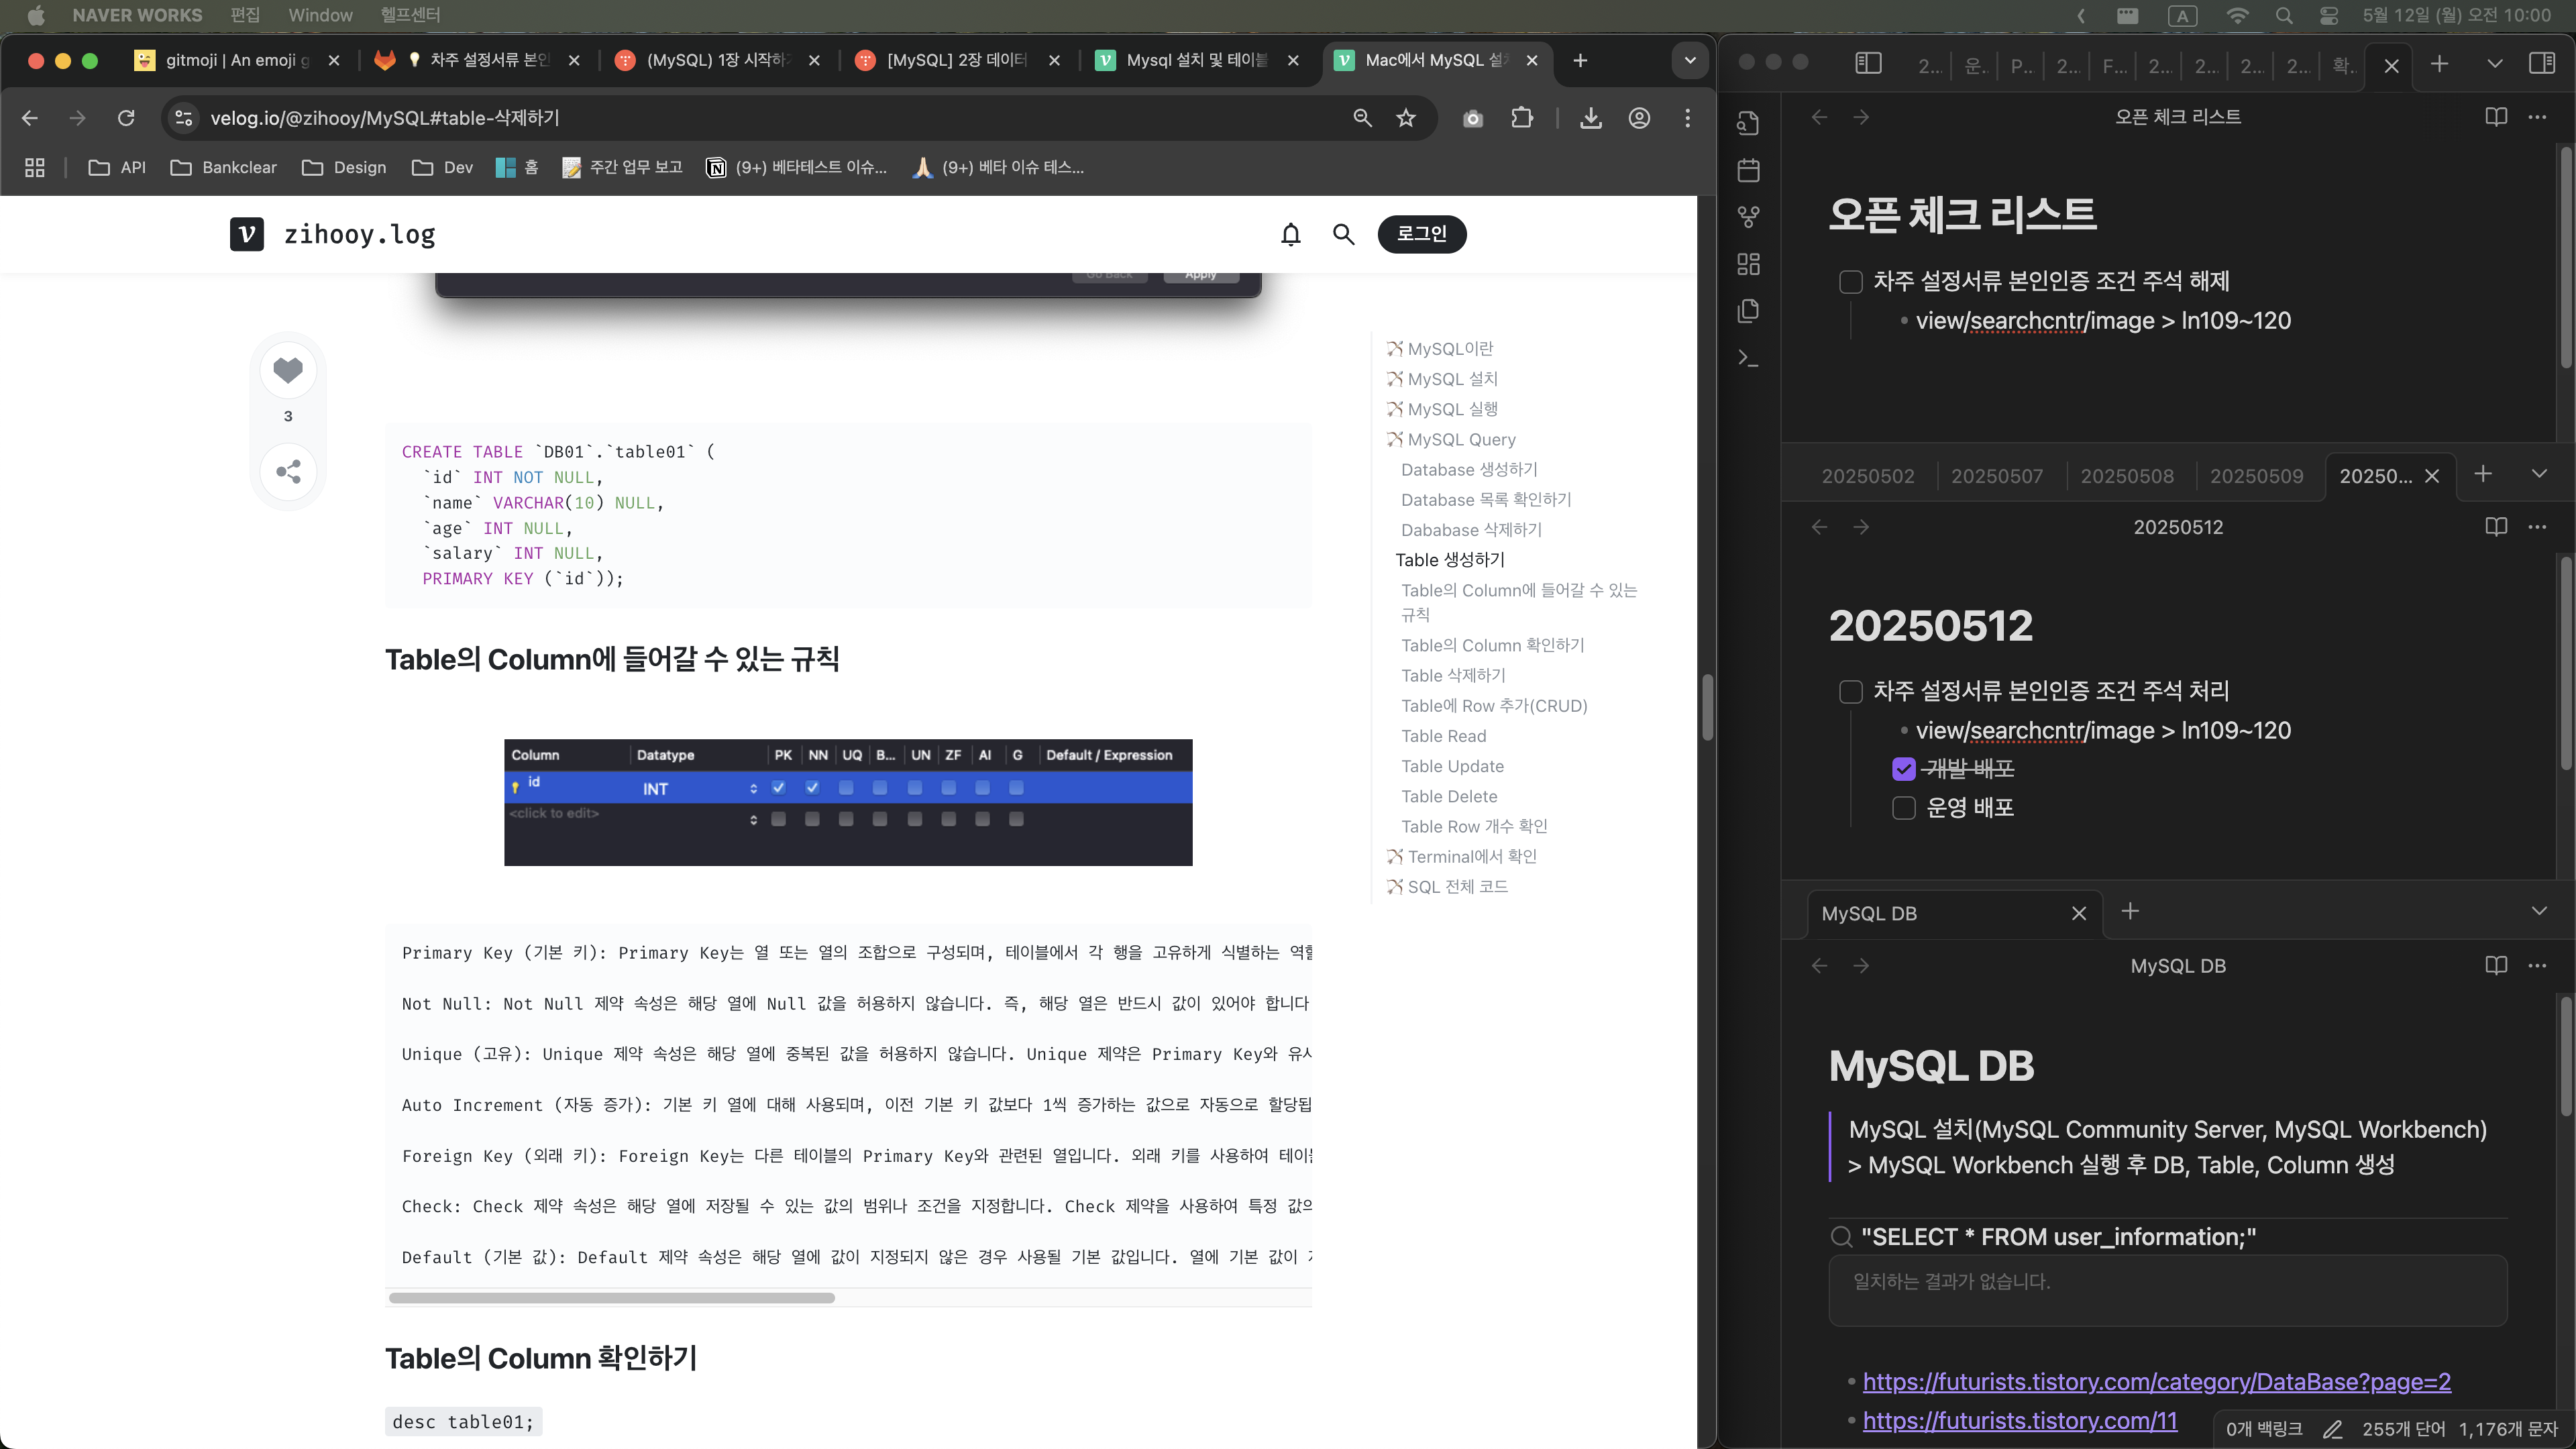 NAVER WORKS 편집 Window 헬프센터
A 5월 12일 (월) 오전 10:00
gitmoji | An emoji g
차주 설정서류 본인
(MySQL) 1장 시작하
[MySQL] 2장 데이터
Mysql 설치 및 테이블
Mac에서 MySQL 설
velog.io/@zihooy/MySQL#table-삭제하기
API Bankclear Design Dev 홈 주간 업무 보고 (9+) 베타테스트 이슈... (9+) 베타 이슈 테스...
zihooy.log
로그인
Go Back Apply
3
CREATE TABLE `DB01`.`table01` (
`id` INT NOT NULL,
`name` VARCHAR(10) NULL,
`age` INT NULL,
`salary` INT NULL,
PRIMARY KEY (`id`));
Table의 Column에 들어갈 수 있는 규칙
Column Datatype PK NN UQ B... UN ZF AI G Default / Expression
id INT
<click to edit>
Primary Key (기본 키): Primary Key는 열 또는 열의 조합으로 구성되며, 테이블에서 각 행을 고유하게 식별하는 역할
Not Null: Not Null 제약 속성은 해당 열에 Null 값을 허용하지 않습니다. 즉, 해당 열은 반드시 값이 있어야 합니다
Unique (고유): Unique 제약 속성은 해당 열에 중복된 값을 허용하지 않습니다. Unique 제약은 Primary Key와 유사
Auto Increment (자동 증가): 기본 키 열에 대해 사용되며, 이전 기본 키 값보다 1씩 증가하는 값으로 자동으로 할당됩
Foreign Key (외래 키): Foreign Key는 다른 테이블의 Primary Key와 관련된 열입니다. 외래 키를 사용하여 테이블
Check: Check 제약 속성은 해당 열에 저장될 수 있는 값의 범위나 조건을 지정합니다. Check 제약을 사용하여 특정 값의
Default (기본 값): Default 제약 속성은 해당 열에 값이 지정되지 않은 경우 사용될 기본 값입니다. 열에 기본 값이
Table의 Column 확인하기
desc table01;
MySQL이란
MySQL 설치
MySQL 실행
MySQL Query
Database 생성하기
Database 목록 확인하기
Dababase 삭제하기
Table 생성하기
Table의 Column에 들어갈 수 있는
규칙
Table의 Column 확인하기
Table 삭제하기
Table에 Row 추가(CRUD)
Table Read
Table Update
Table Delete
Table Row 개수 확인
Terminal에서 확인
SQL 전체 코드
2... 운.. P... 2... F... 2... 2... 2... 2... 확..
오픈 체크 리스트
오픈 체크 리스트
차주 설정서류 본인인증 조건 주석 해제
view/searchcntr/image > ln109~120
20250502 20250507 20250508 20250509 20250...
20250512
20250512
차주 설정서류 본인인증 조건 주석 처리
view/searchcntr/image > ln109~120
개발 배포
운영 배포
MySQL DB
MySQL DB
MySQL DB
MySQL 설치(MySQL Community Server, MySQL Workbench)
> MySQL Workbench 실행 후 DB, Table, Column 생성
"SELECT * FROM user_information;"
일치하는 결과가 없습니다.
https://futurists.tistory.com/category/DataBase?page=2
https://futurists.tistory.com/11
0개 백링크 255개 단어 1,176개 문자